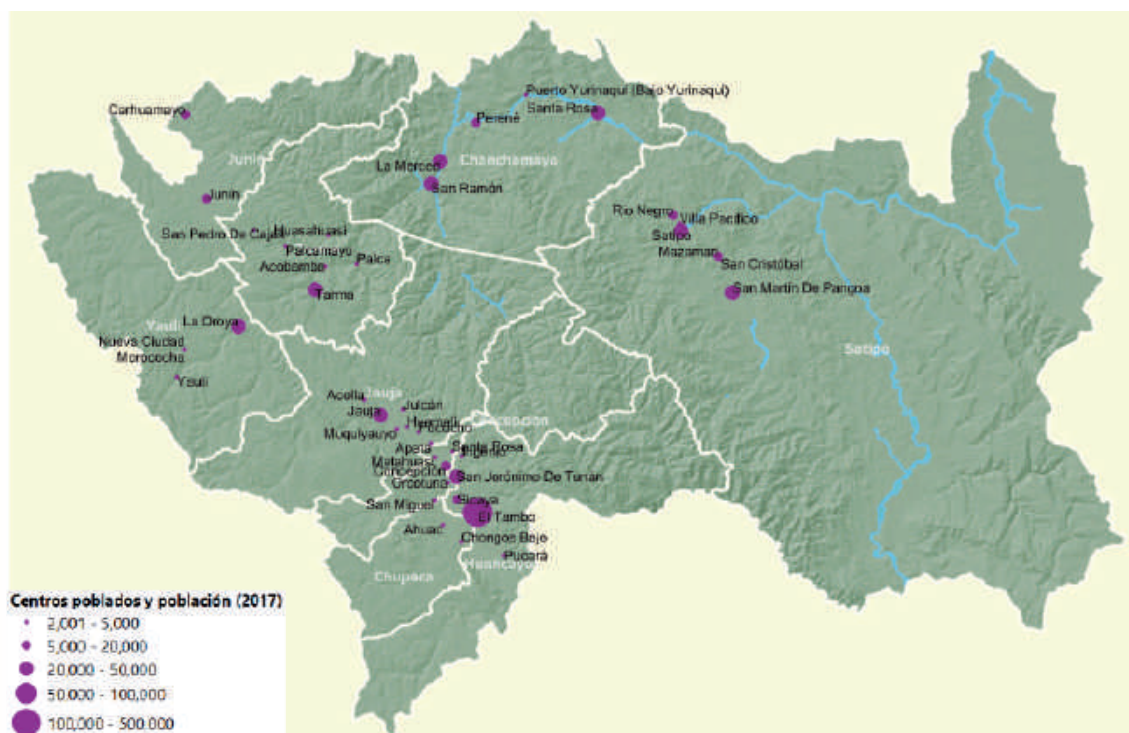 Puerto Yurinaqui (Bajo Yurinaqui)
Carhuamayo
Santa Rosa
Perené
Junín
Chanchamayo
La Merced
San Ramón
Junín
Río Negro
Villa Pacífico
San Pedro De Cajas
Huasahuasi
Satipo
Palcamayo
Mazamari
Acobamba
Palca
San Cristóbal
Tarma
San Martín De Pangoa
La Oroya
Yauli
Nueva Ciudad
Morococha
Satipo
Yauli
Acolla
Jauja
Julcán
Jauja
Concepción
Muquiyauyo
Apata
Santa Rosa
Matahuasi
Concepción
San Jerónimo De Tunán
Orcotuna
San Miguel
Sicaya
El Tambo
Ahuac
Chongos Bajo
Pucará
Huancayo
Chupaca
Centros poblados y población (2017)
2,001 - 5,000
5,000 - 20,000
20,000 - 50,000
50,000 - 100,000
100,000 - 500,000